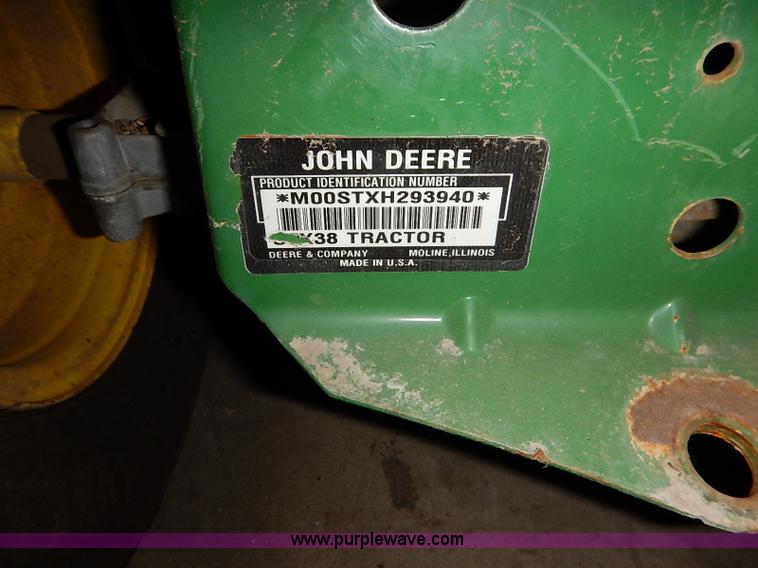 JOHN DEERE
PRODUCT IDENTIFICATION NUMBER
*M00STXH293940*
X38 TRACTOR
DEERE & COMPANY MOLINE, ILLINOIS
MADE IN U.S.A.
www.purplewave.com